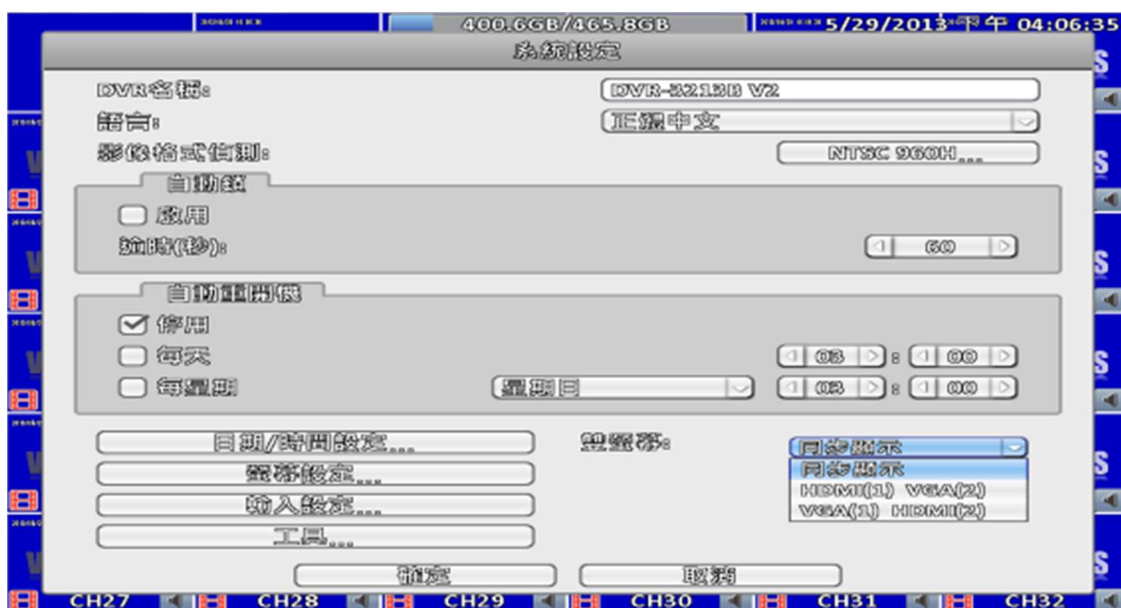 400.6GB/465.8GB
5/29/2013 下午 04:06:35
系統設定
DVR名稱:
DVR-3213B V2
語言:
正體中文
影像格式偵測:
NTSC 960H...
自動鎖
啟用
逾時(秒):
60
自動重開機
停用
每天
03 : 00
每星期
星期日
03 : 00
日期/時間設定...
雙螢幕:
同步顯示
螢幕設定...
同步顯示
HDMI(1) VGA(2)
輸入設定...
VGA(1) HDMI(2)
工具...
確定
取消
CH27
CH28
CH29
CH30
CH31
CH32